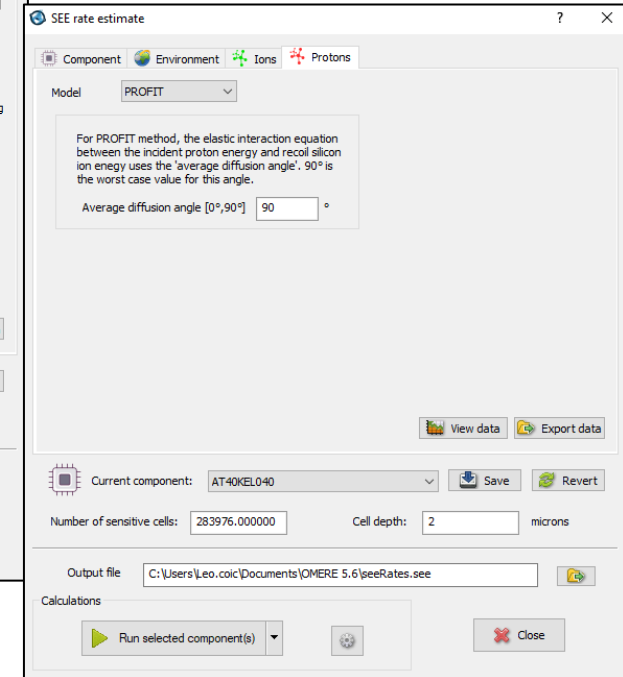 SEE rate estimate
? X
Component Environment Ions Protons
Model PROFIT
For PROFIT method, the elastic interaction equation
between the incident proton energy and recoil silicon
ion enegy uses the 'average diffusion angle'. 90° is
the worst case value for this angle.
Average diffusion angle [0°,90°] 90 °
View data Export data
Current component: AT40KEL040 Save Revert
Number of sensitive cells: 283976.000000 Cell depth: 2 microns
Output file C:\Users\Leo.coic\Documents\OMERE 5.6\seeRates.see
Calculations
Run selected component(s) Close